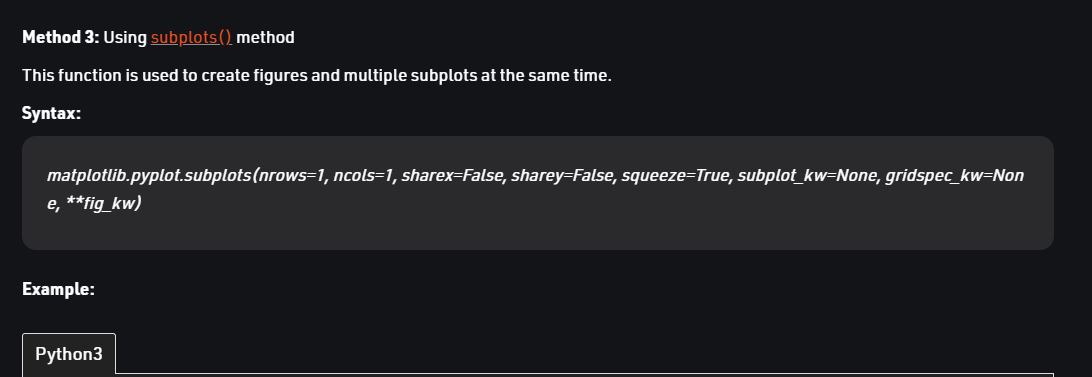 Method 3: Using subplots() method
This function is used to create figures and multiple subplots at the same time.
Syntax:
matplotlib.pyplot.subplots(nrows=1, ncols=1, sharex=False, sharey=False, squeeze=True, subplot_kw=None, gridspec_kw=Non
e, **fig_kw)
Example:
Python3